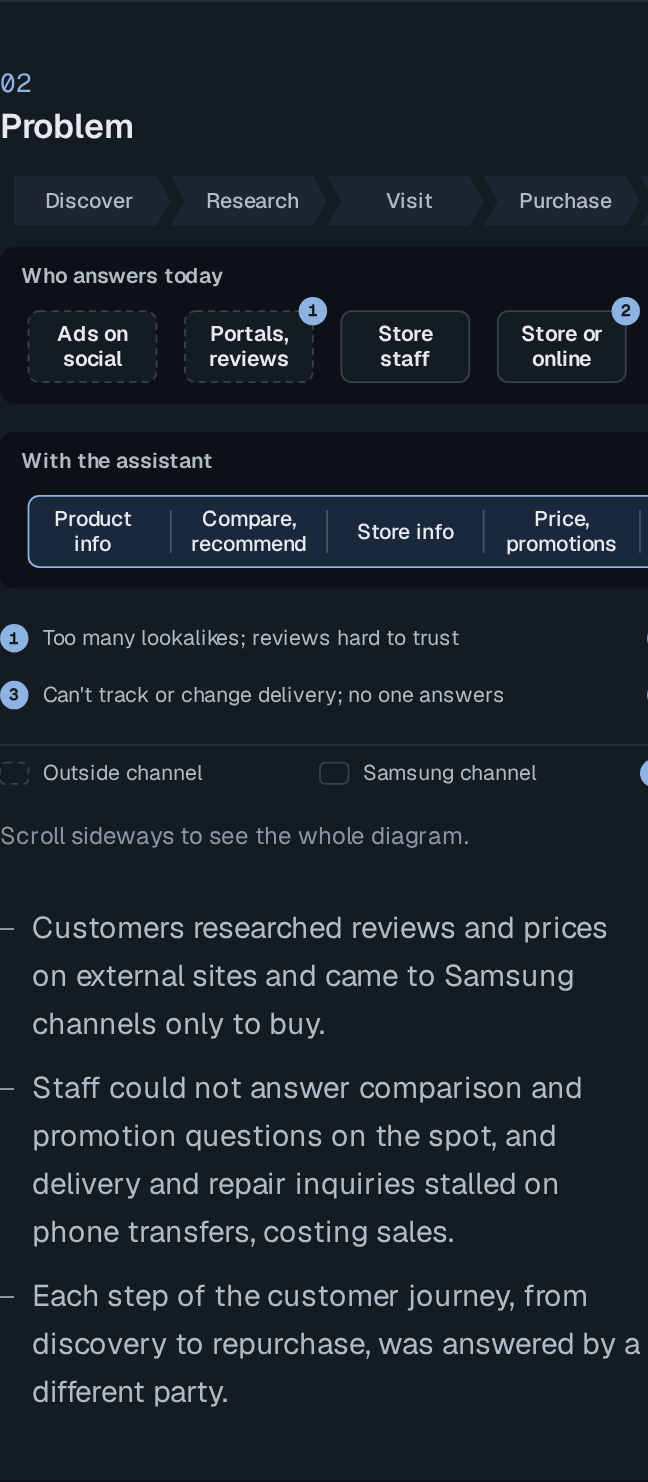 02
Problem
Discover
Research
Visit
Purchase
Who answers today
Ads on
social
Portals,
reviews
1
Store
staff
Store or
online
2
With the assistant
Product
info
Compare,
recommend
Store info
Price,
promotions
1 Too many lookalikes; reviews hard to trust
3 Can't track or change delivery; no one answers
Outside channel
Samsung channel
Scroll sideways to see the whole diagram.
– Customers researched reviews and prices
on external sites and came to Samsung
channels only to buy.
– Staff could not answer comparison and
promotion questions on the spot, and
delivery and repair inquiries stalled on
phone transfers, costing sales.
– Each step of the customer journey, from
discovery to repurchase, was answered by a
different party.